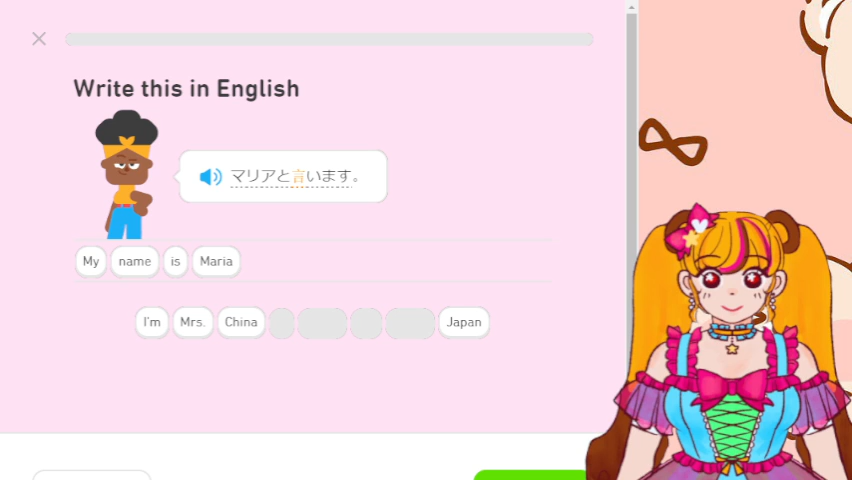 Write this in English
マリアと言います。
My name is Maria
I'm Mrs. China Japan